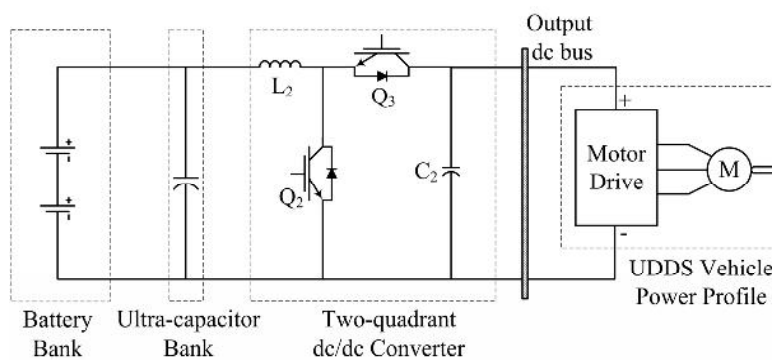 Output
dc bus
L2
Q3
Q2
C2
+
Motor
Drive
-
M
UDDS Vehicle
Power Profile
Battery
Bank
Ultra-capacitor
Bank
Two-quadrant
dc/dc Converter